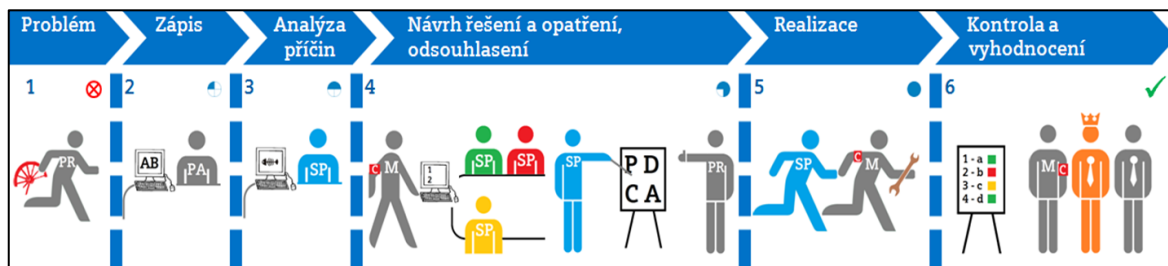 Problém
Zápis
Analýza
příčin
Návrh řešení a opatření,
odsouhlasení
Realizace
Kontrola a
vyhodnocení
1
2
3
4
5
6
PR
AB
PA
SP
C
M
1
2
SP
SP
SP
SP
P D
C A
PR
SP
C
M
1 - a
2 - b
3 - c
4 - d
M
C